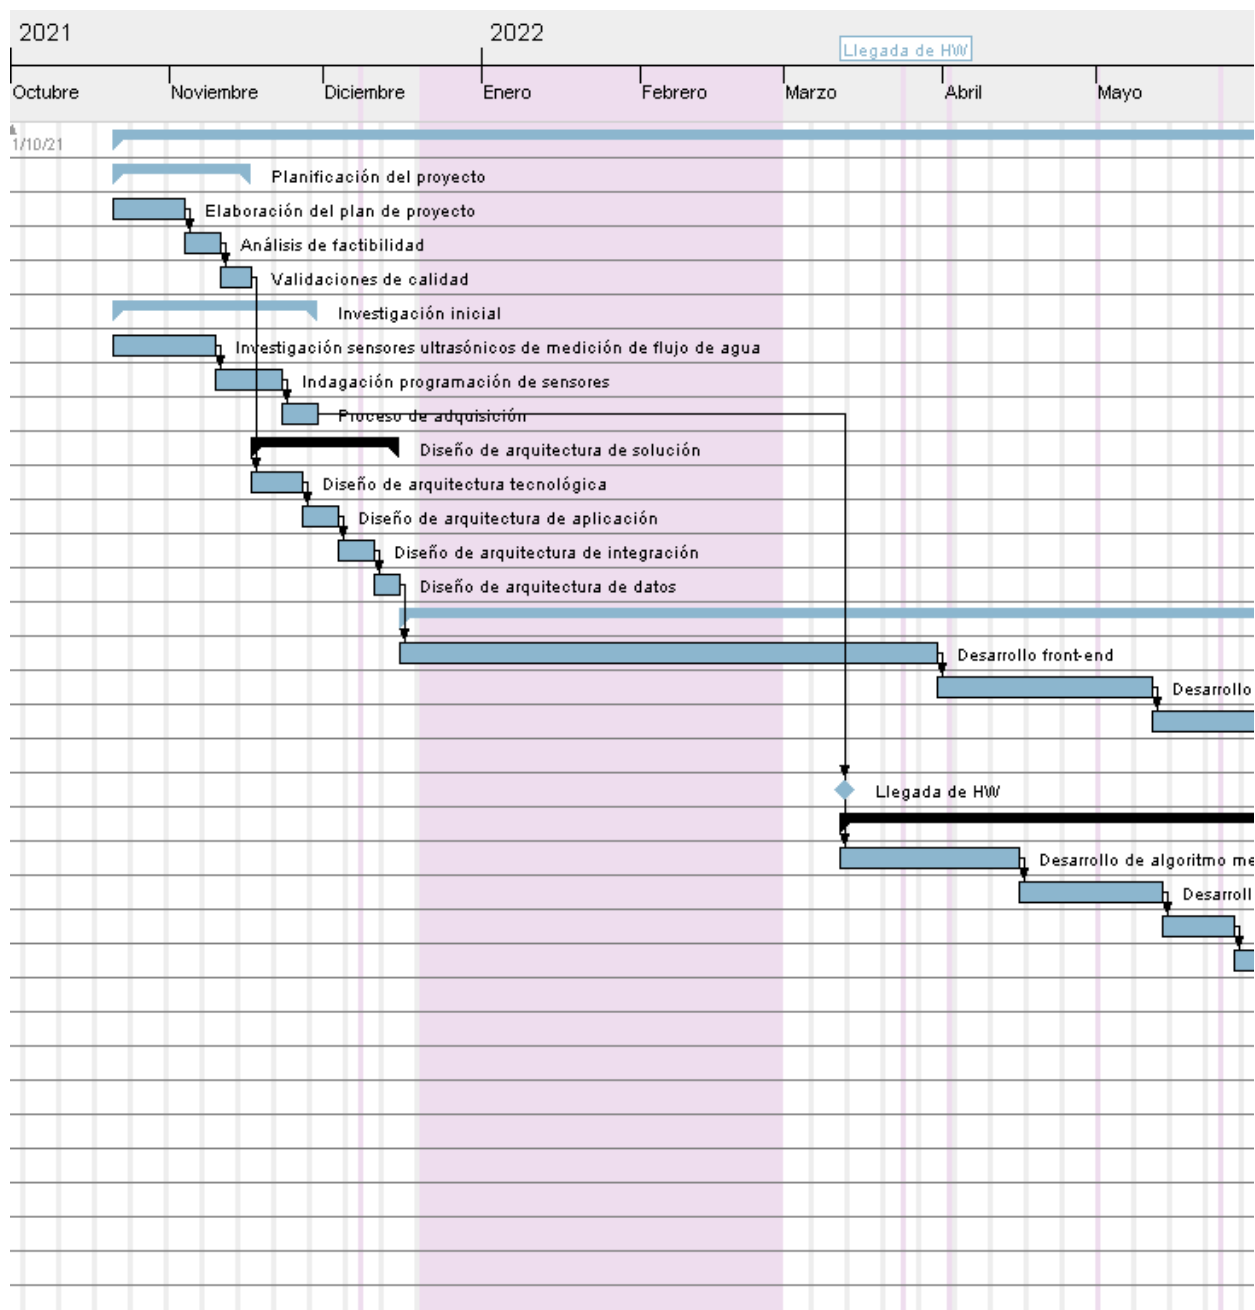 2021
2022
Llegada de HW
Octubre
Noviembre
Diciembre
Enero
Febrero
Marzo
Abril
Mayo
1/10/21
Planificación del proyecto
Elaboración del plan de proyecto
Análisis de factibilidad
Validaciones de calidad
Investigación inicial
Investigación sensores ultrasónicos de medición de flujo de agua
Indagación programación de sensores
Proceso de adquisición
Diseño de arquitectura de solución
Diseño de arquitectura tecnológica
Diseño de arquitectura de aplicación
Diseño de arquitectura de integración
Diseño de arquitectura de datos
Desarrollo front-end
Desarrollo
Llegada de HW
Desarrollo de algoritmo me
Desarroll